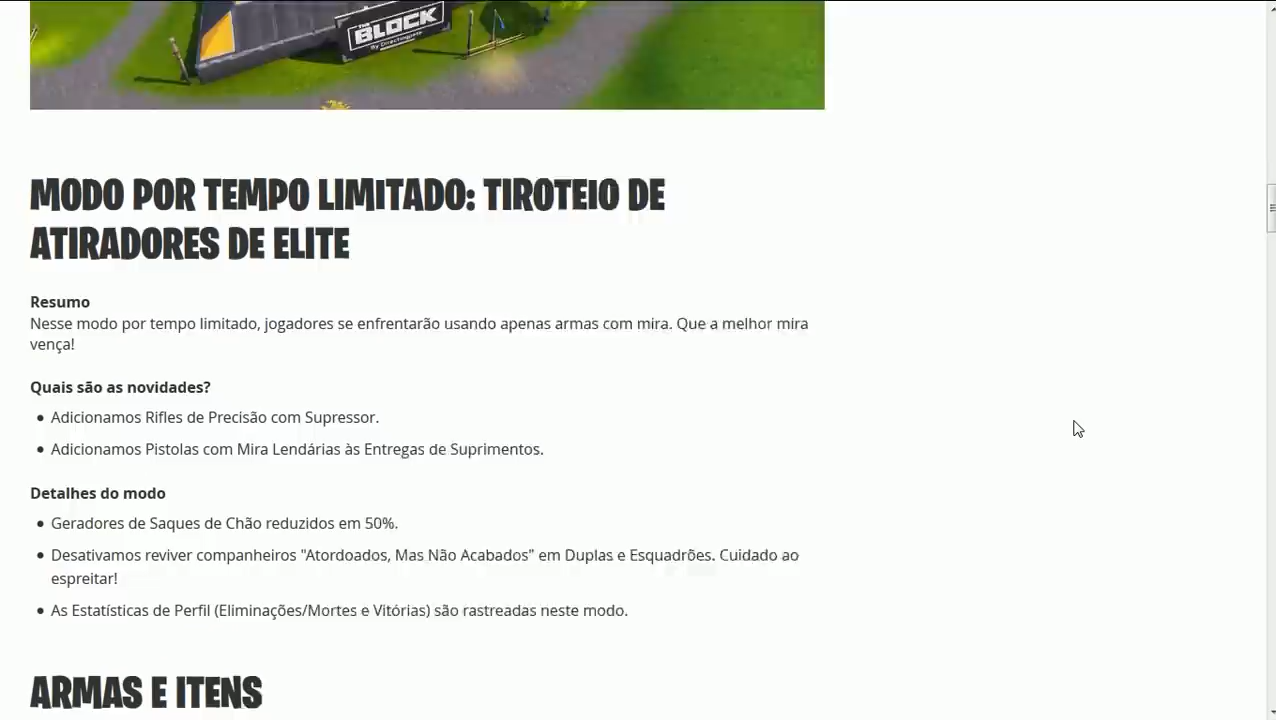 THE
BLOCK
MODO POR TEMPO LIMITADO: TIROTEIO DE
ATIRADORES DE ELITE
Resumo
Nesse modo por tempo limitado, jogadores se enfrentarão usando apenas armas com mira. Que a melhor mira
vença!
Quais são as novidades?
• Adicionamos Rifles de Precisão com Supressor.
• Adicionamos Pistolas com Mira Lendárias às Entregas de Suprimentos.
Detalhes do modo
• Geradores de Saques de Chão reduzidos em 50%.
• Desativamos reviver companheiros "Atordoados, Mas Não Acabados" em Duplas e Esquadrões. Cuidado ao
espreitar!
• As Estatísticas de Perfil (Eliminações/Mortes e Vitórias) são rastreadas neste modo.
ARMAS E ITENS